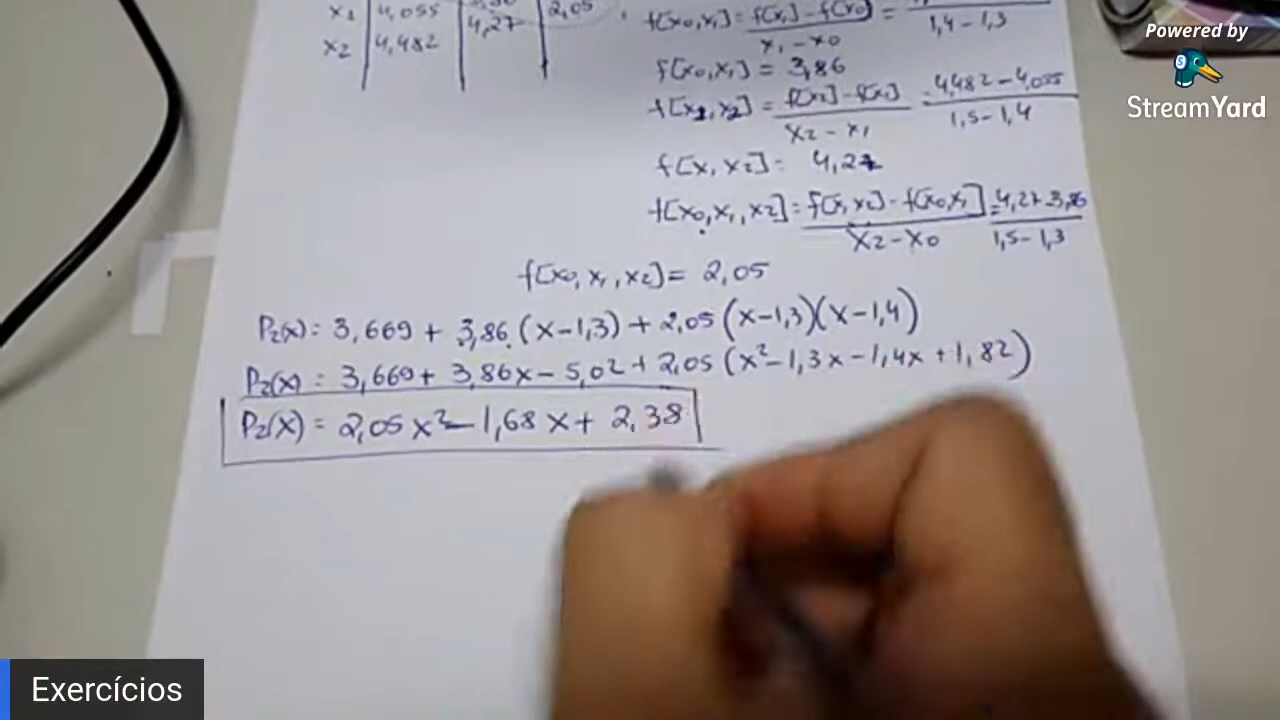 x1 4,055 2,05
x2 4,482 4,27
f[x0,x1] = f[x1] - f[x0] =
x1 - x0
1,4-1,3
f[x0,x1] = 3,86
f[x1,x2] = f[x2] - f[x1] = 4,482-4,055
x2 - x1
1,5-1,4
f[x1,x2] = 4,27
f[x0,x1,x2] = f[x1,x2] - f[x0,x1] = 4,27-3,86
x2-x0
1,5-1,3
f[x0,x1,x2] = 2,05
P2(x) = 3,669 + 3,86 (x-1,3) + 2,05 (x-1,3)(x-1,4)
P2(x) = 3,669 + 3,86x - 5,02 + 2,05 (x²-1,3x-1,4x+1,82)
P2(x) = 2,05x² - 1,68x + 2,38
Powered by
StreamYard
Exercícios